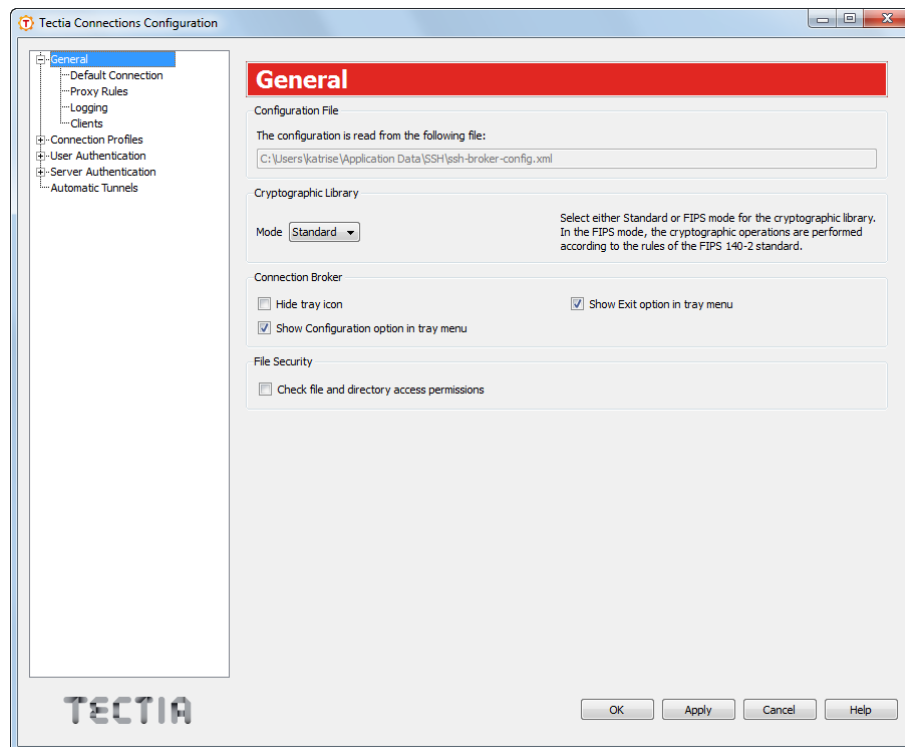 Tectia Connections Configuration
General
Default Connection
Proxy Rules
Logging
Clients
Connection Profiles
User Authentication
Server Authentication
Automatic Tunnels
General
Configuration File
The configuration is read from the following file:
C:\Users\katrise\Application Data\SSH\ssh-broker-config.xml
Cryptographic Library
Mode Standard
Select either Standard or FIPS mode for the cryptographic library.
In the FIPS mode, the cryptographic operations are performed
according to the rules of the FIPS 140-2 standard.
Connection Broker
Hide tray icon
Show Exit option in tray menu
Show Configuration option in tray menu
File Security
Check file and directory access permissions
TECTIA
OK Apply Cancel Help